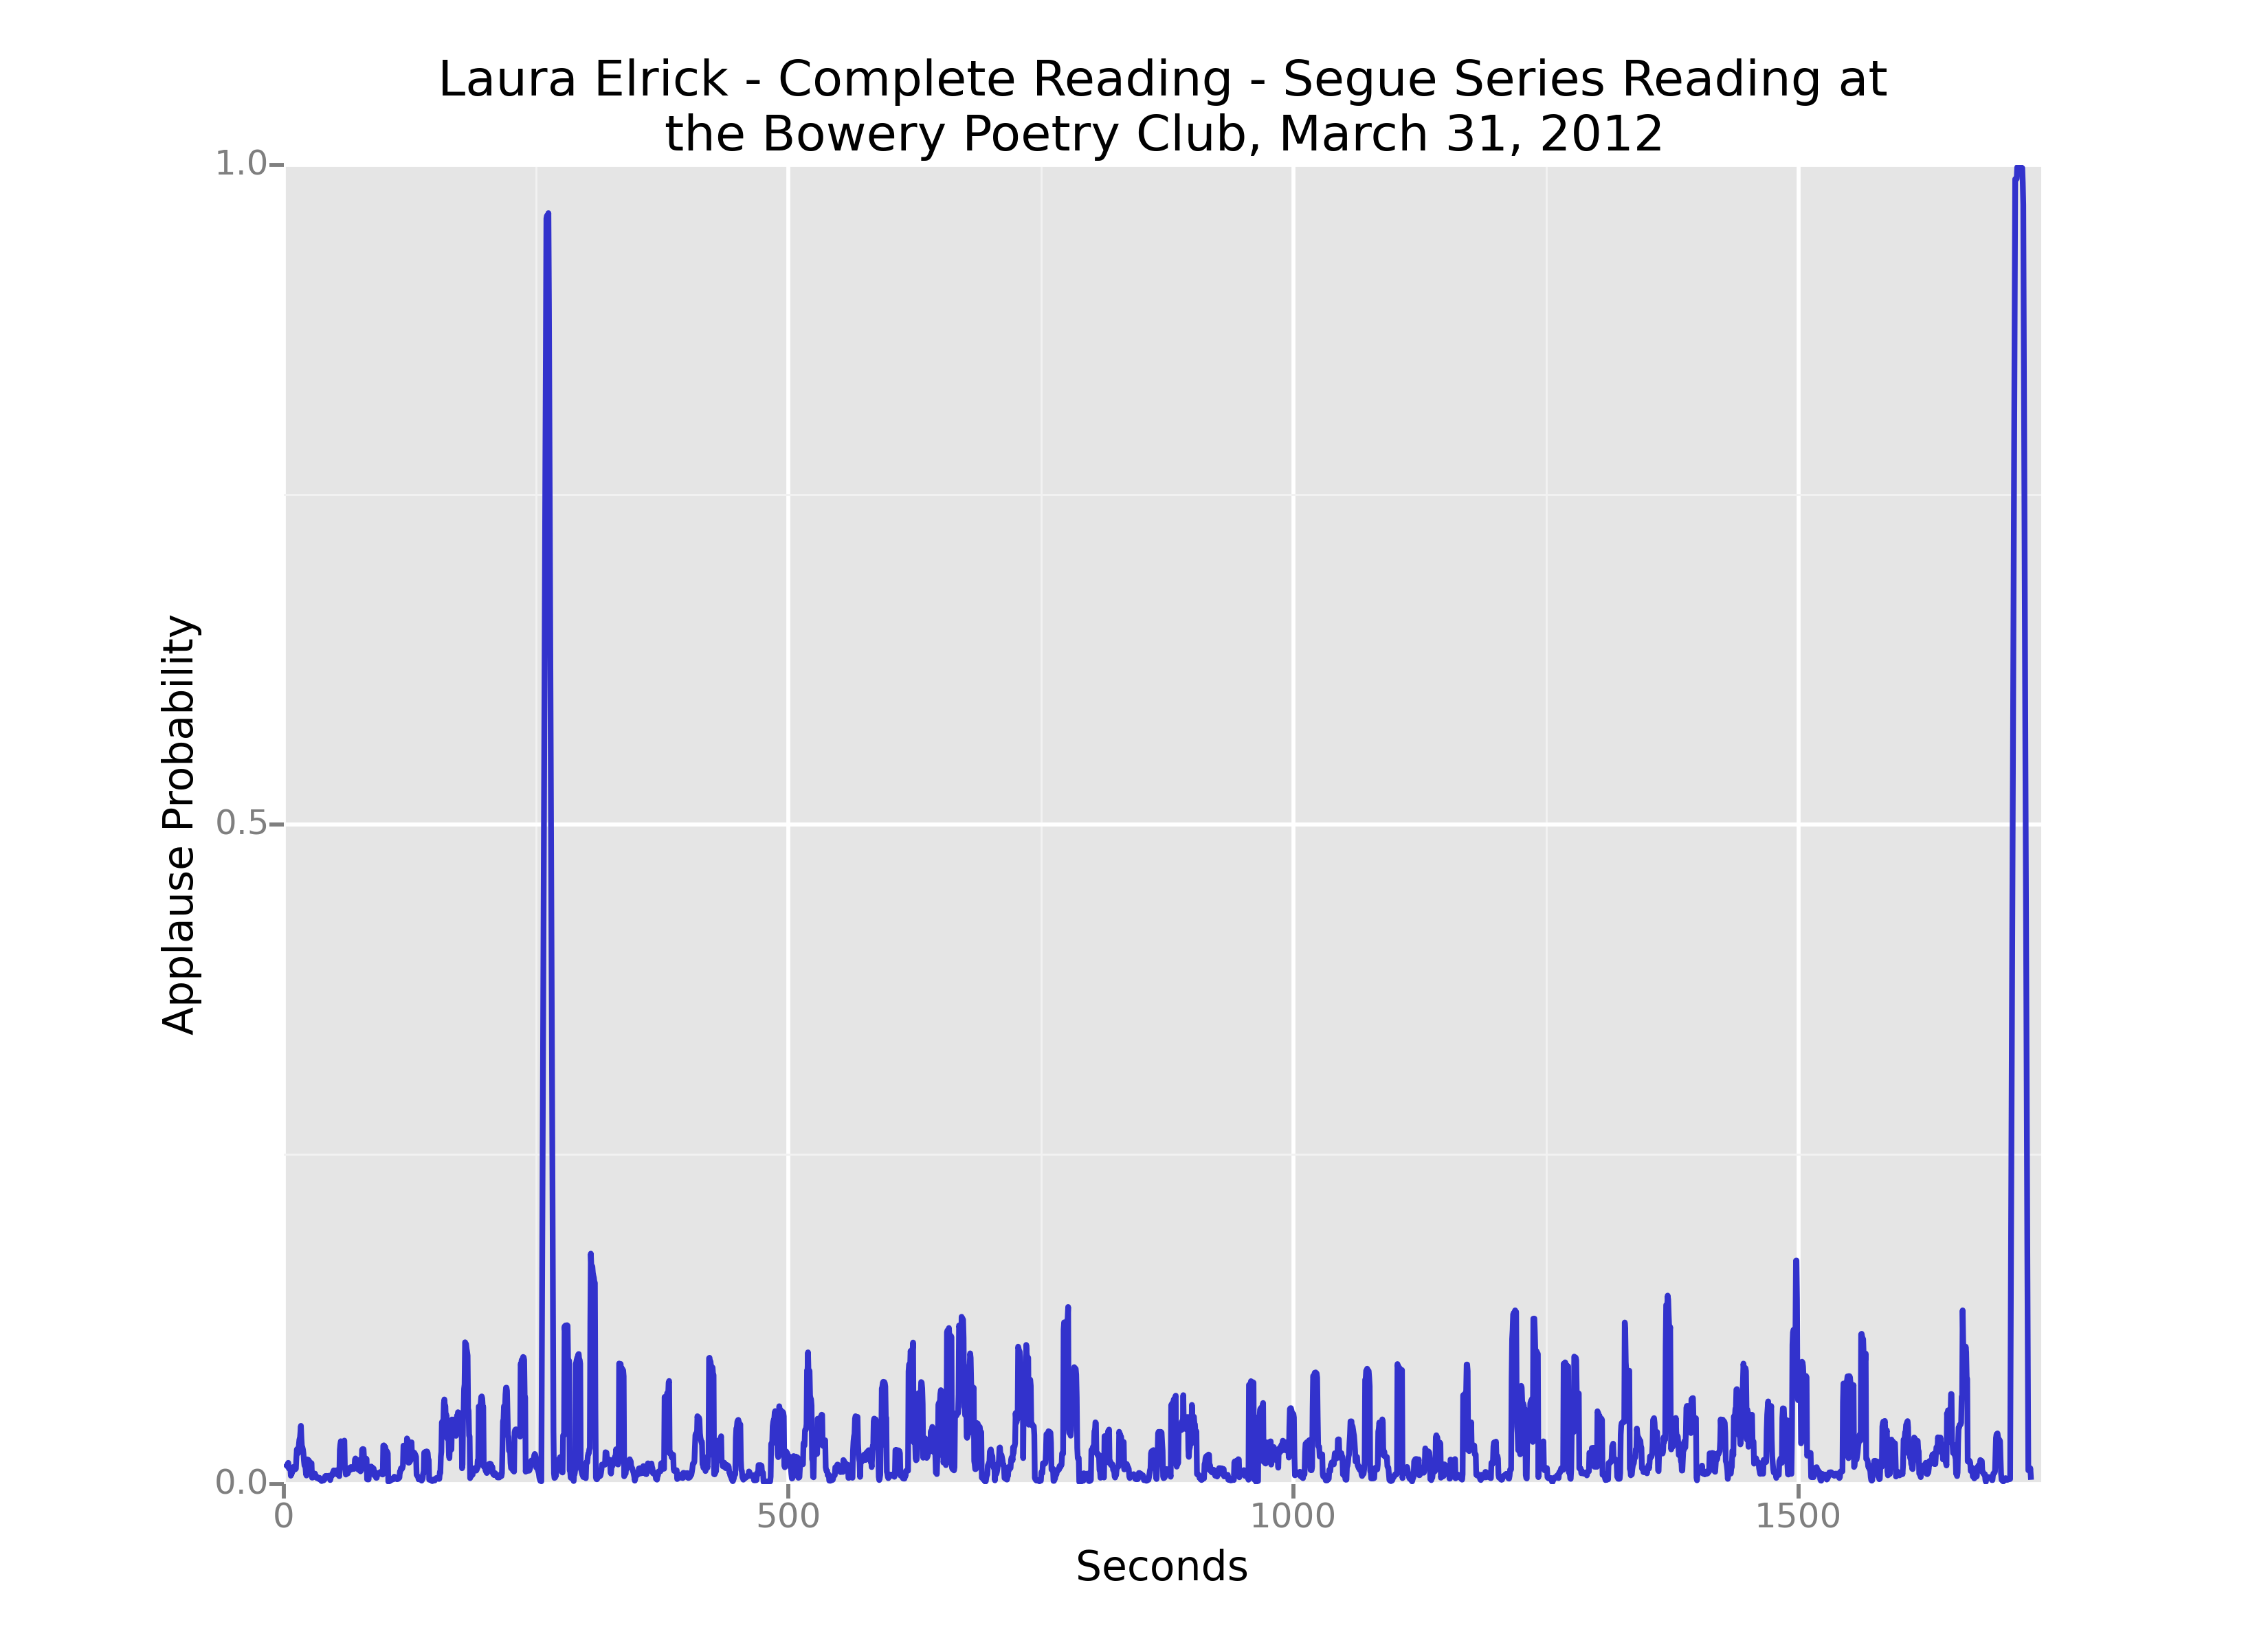 Laura Elrick - Complete Reading - Segue Series Reading at
the Bowery Poetry Club, March 31, 2012
1.0
0.5
0.0
Applause Probability
0
500
1000
1500
Seconds